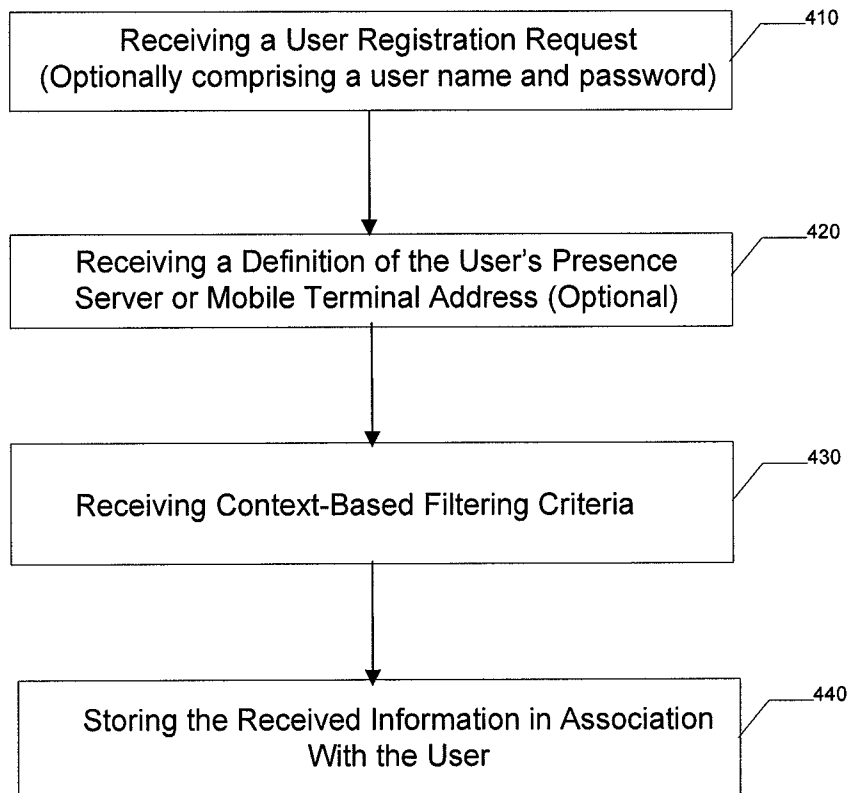 410
Receiving a User Registration Request
(Optionally comprising a user name and password)
420
Receiving a Definition of the User's Presence
Server or Mobile Terminal Address (Optional)
430
Receiving Context-Based Filtering Criteria
440
Storing the Received Information in Association
With the User